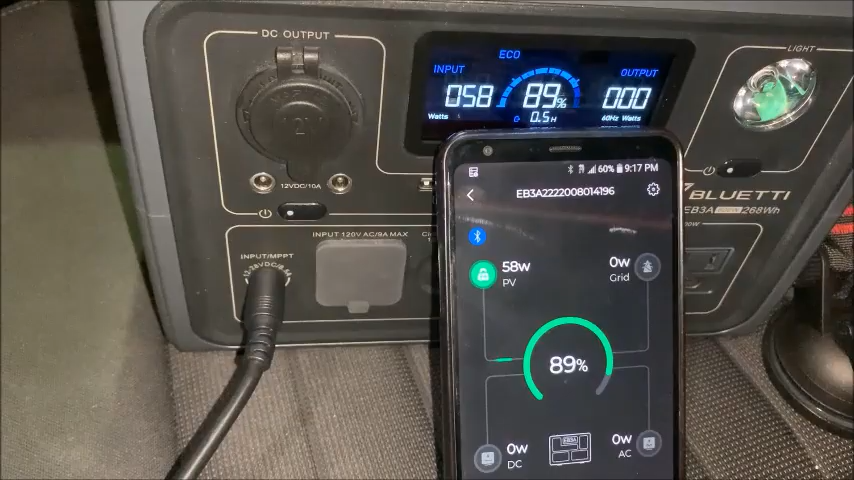 DC OUTPUT
12V
12VDC/10A
ECO
INPUT
058
Watts
89%
0.5H
OUTPUT
000
60Hz Watts
LIGHT
BLUETTI
EB3A
268Wh
INPUT 120V AC/9A MAX
INPUT/MPPT
60% 9:17 PM
EB3A2222008014196
58w
PV
0w
Grid
89%
0w
DC
EB3A
0w
AC